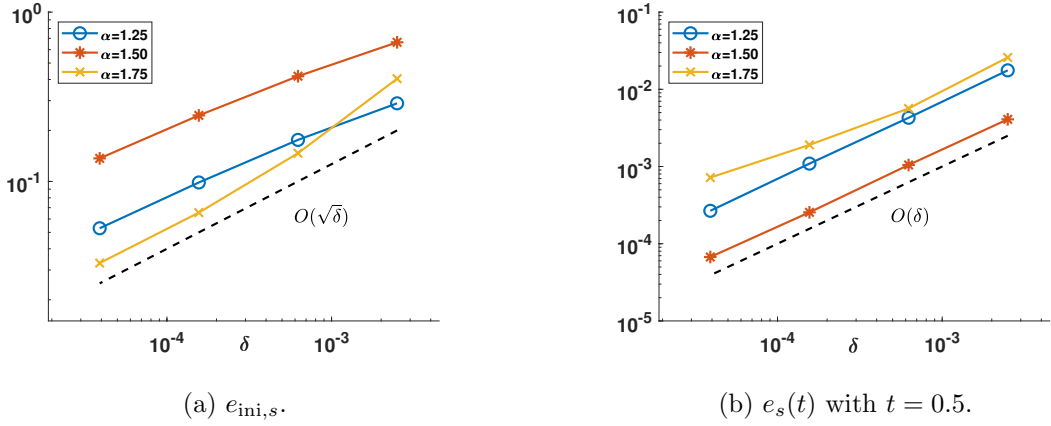 10^0
10^{-1}
α=1.25
α=1.50
α=1.75
O(√δ)
10^{-4}
10^{-3}
δ
(a) e_{ini,s}.
10^{-1}
10^{-2}
10^{-3}
10^{-4}
10^{-5}
α=1.25
α=1.50
α=1.75
O(δ)
10^{-4}
10^{-3}
δ
(b) e_s(t) with t = 0.5.